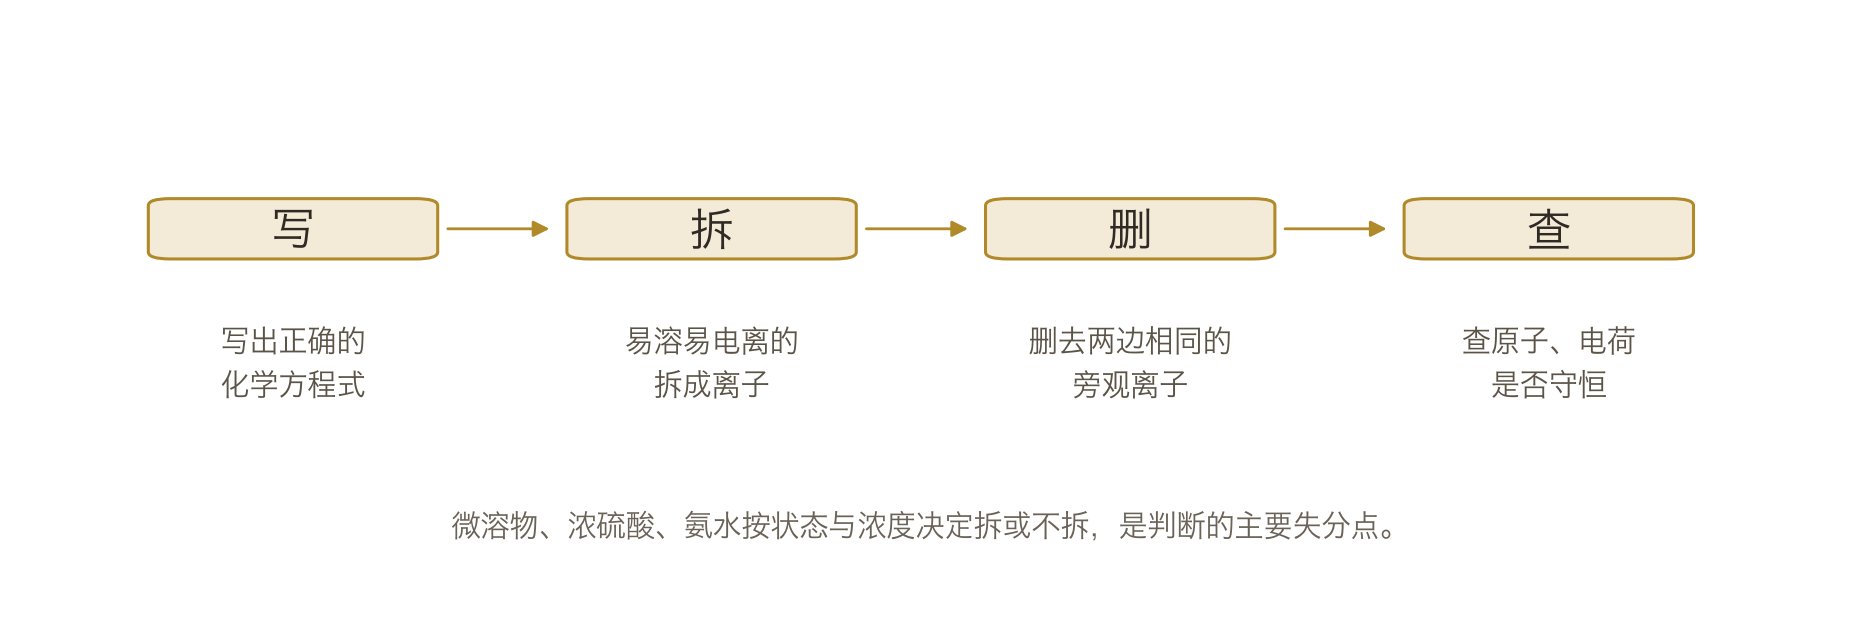 写
拆
删
查
写出正确的
化学方程式
易溶易电离的
拆成离子
删去两边相同的
旁观离子
查原子、电荷
是否守恒
微溶物、浓硫酸、氨水按状态与浓度决定拆或不拆，是判断的主要失分点。